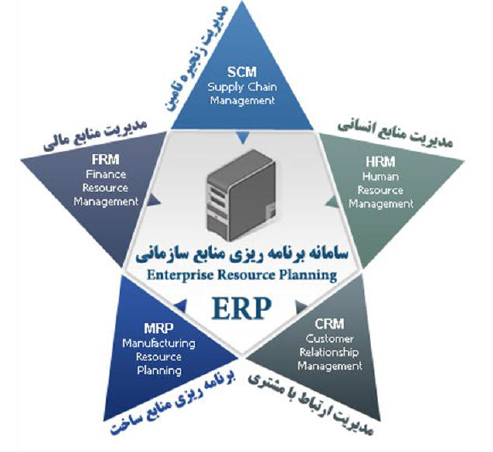 مدیریت زنجیره تامین
SCM
Supply Chain
Management
مدیریت منابع مالی
FRM
Finance
Resource
Management
مدیریت منابع انسانی
HRM
Human
Resource
Management
سامانه برنامه ریزی منابع سازمانی
Enterprise Resource Planning
ERP
MRP
Manufacturing
Resource
Planning
برنامه ریزی منابع ساخت
CRM
Customer
Relationship
Management
مدیریت ارتباط با مشتری